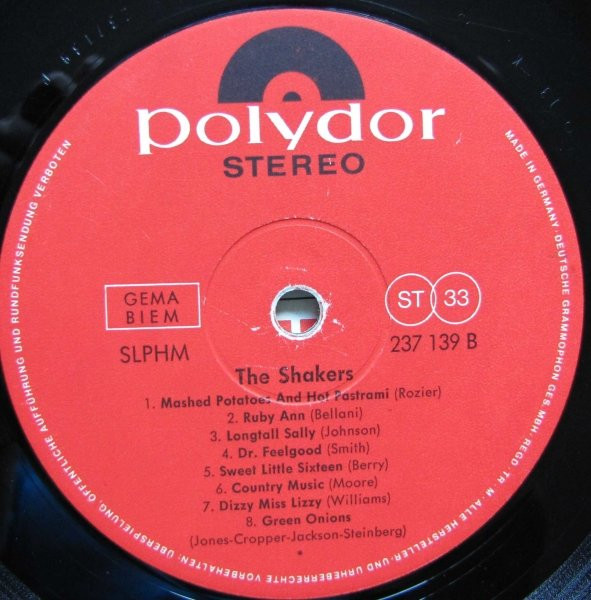 polydor
STEREO
GEMA
BIEM
SLPHM
ST 33
237 139 B
The Shakers
1. Mashed Potatoes And Hot Pastrami (Rozier)
2. Ruby Ann (Bellani)
3. Longtall Sally (Johnson)
4. Dr. Feelgood (Smith)
5. Sweet Little Sixteen (Berry)
6. Country Music (Moore)
7. Dizzy Miss Lizzy (Williams)
8. Green Onions
(Jones-Cropper-Jackson-Steinberg)
MADE IN GERMANY · DEUTSCHE GRAMMOPHON GES. MBH · REGD. TR. M. · ALLE HERSTELLER- UND URHEBERRECHTE VORBEHALTEN: ÜBERSPIELUNG, ÖFFENTLICHE AUFFÜHRUNG UND RUNDFUNKSENDUNG VERBOTEN